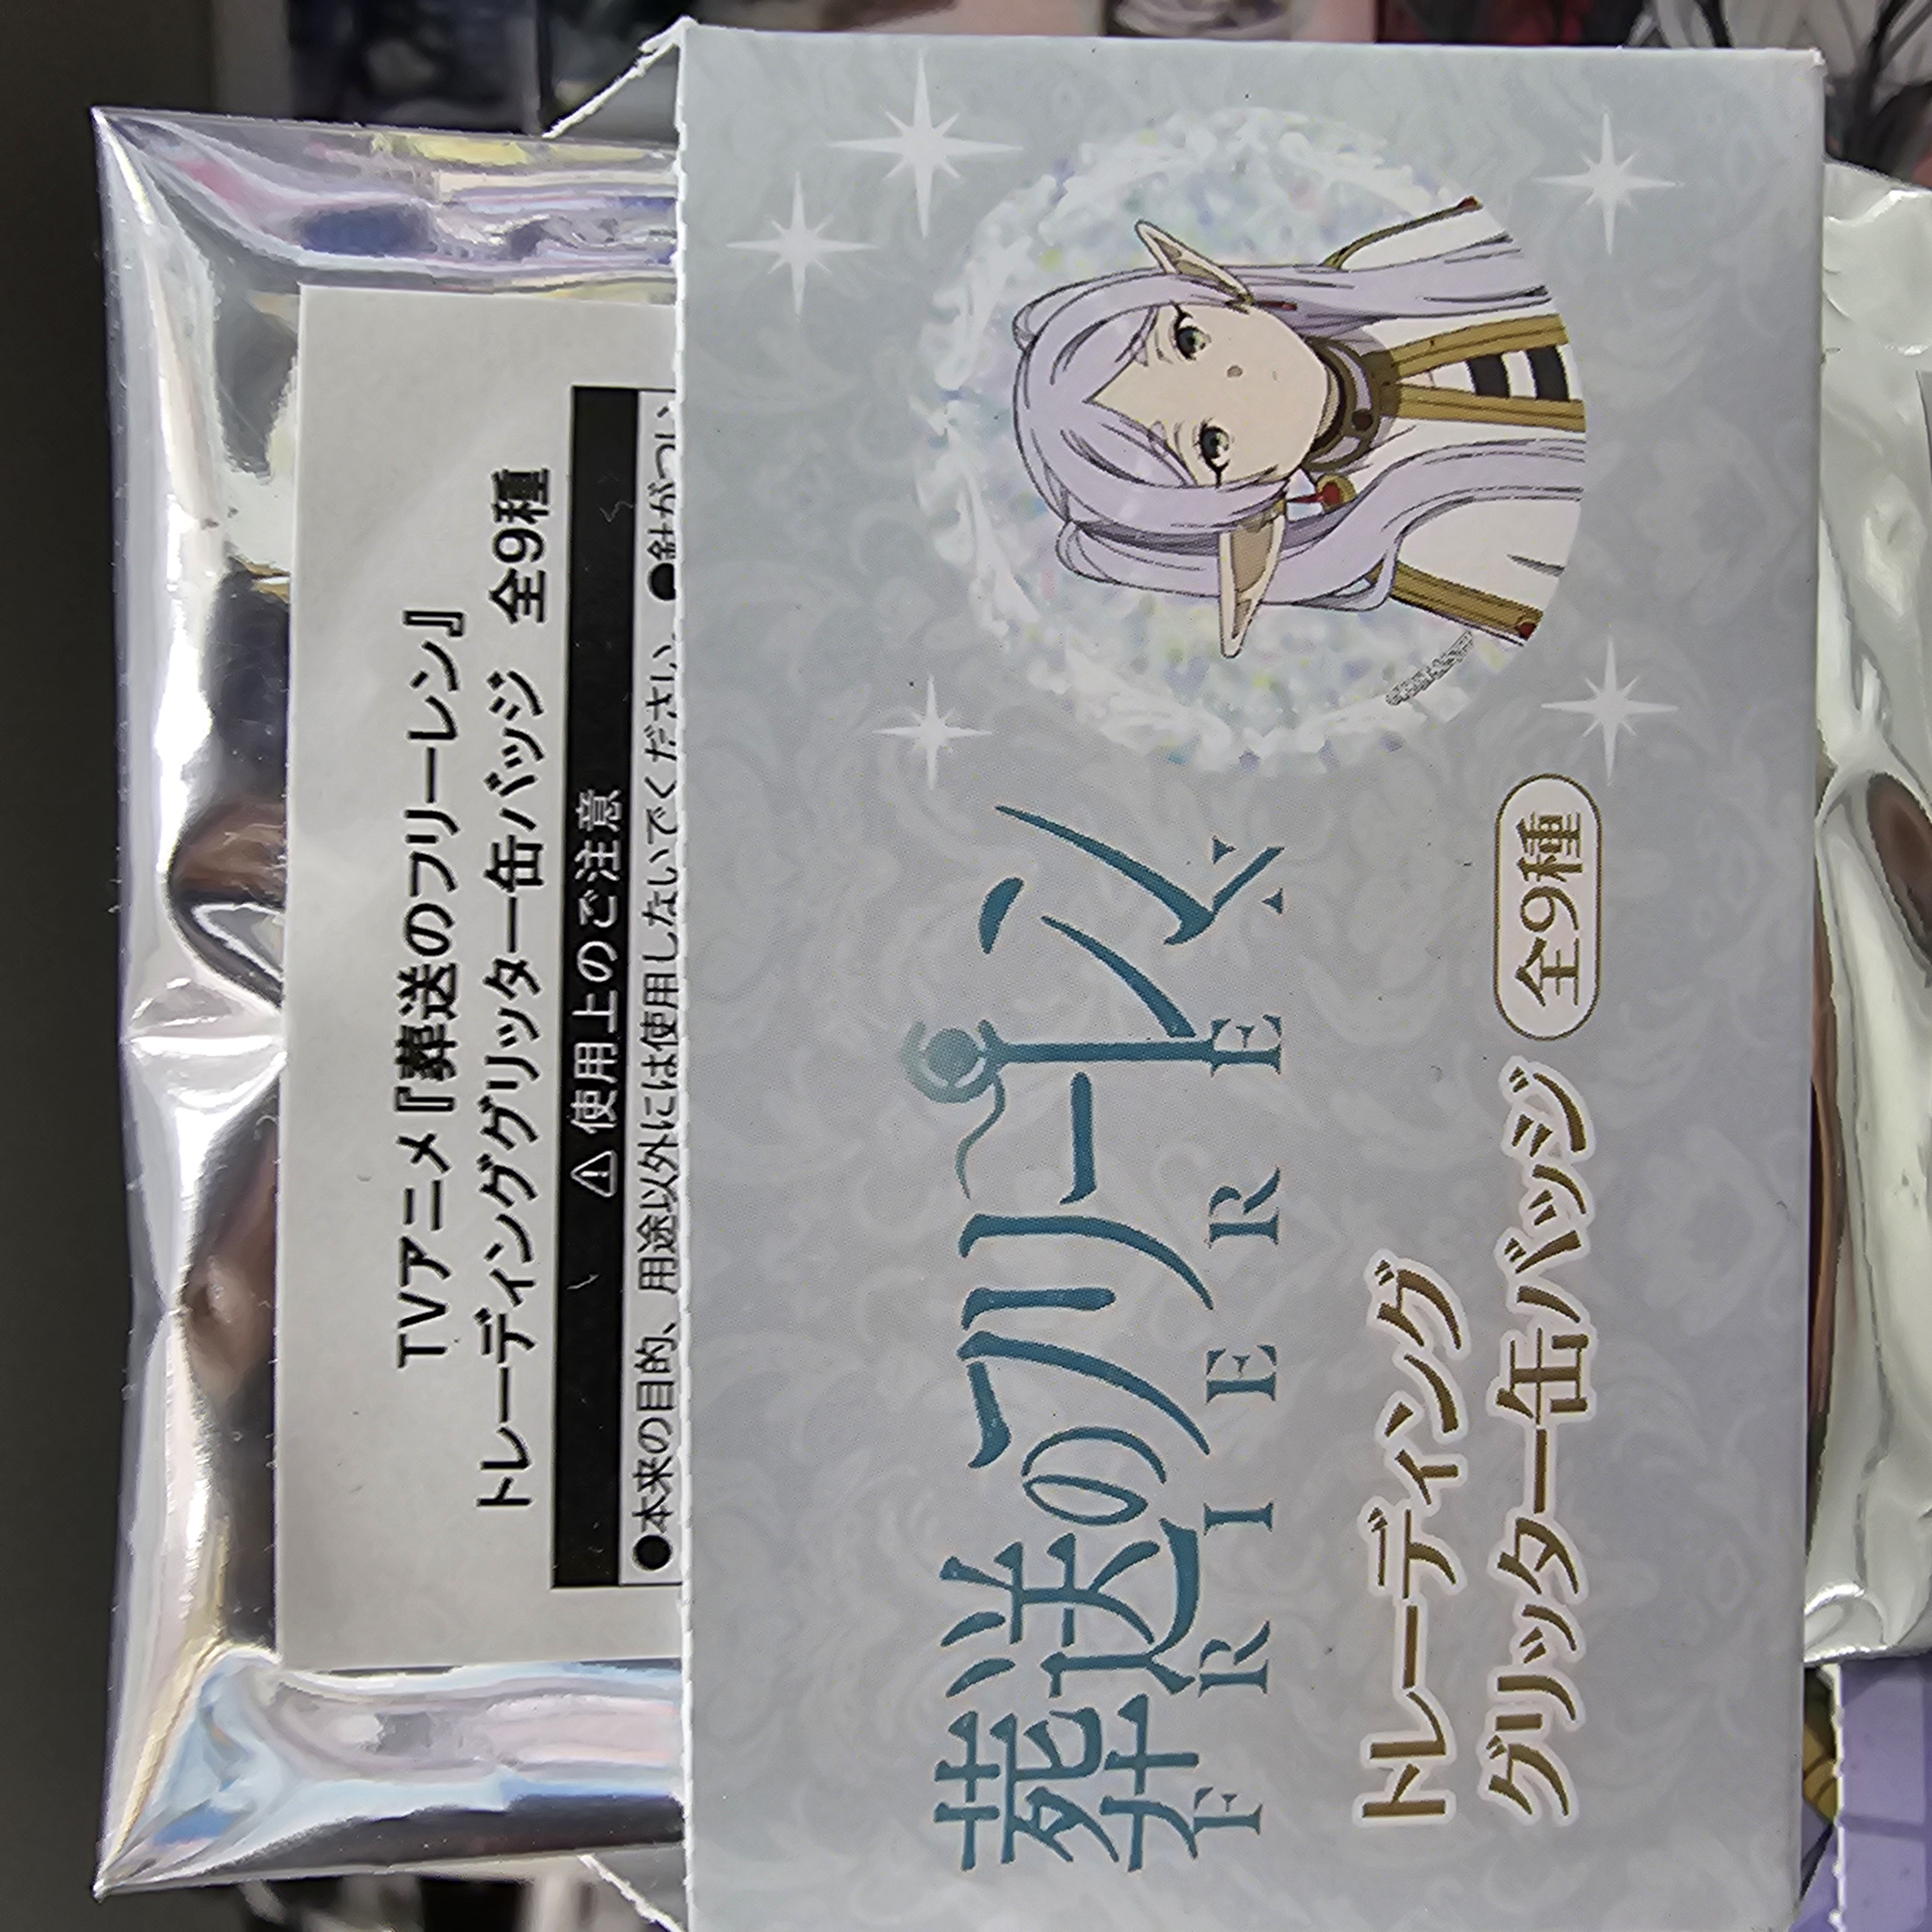 TVアニメ『葬送のフリーレン』
トレーディンググリッター缶バッジ 全9種
⚠ 使用上のご注意
●本来の目的、用途以外には使用しないでください。 ●針がつい
葬送のフリーレン
FRIEREN
トレーディング
グリッター缶バッジ 全9種